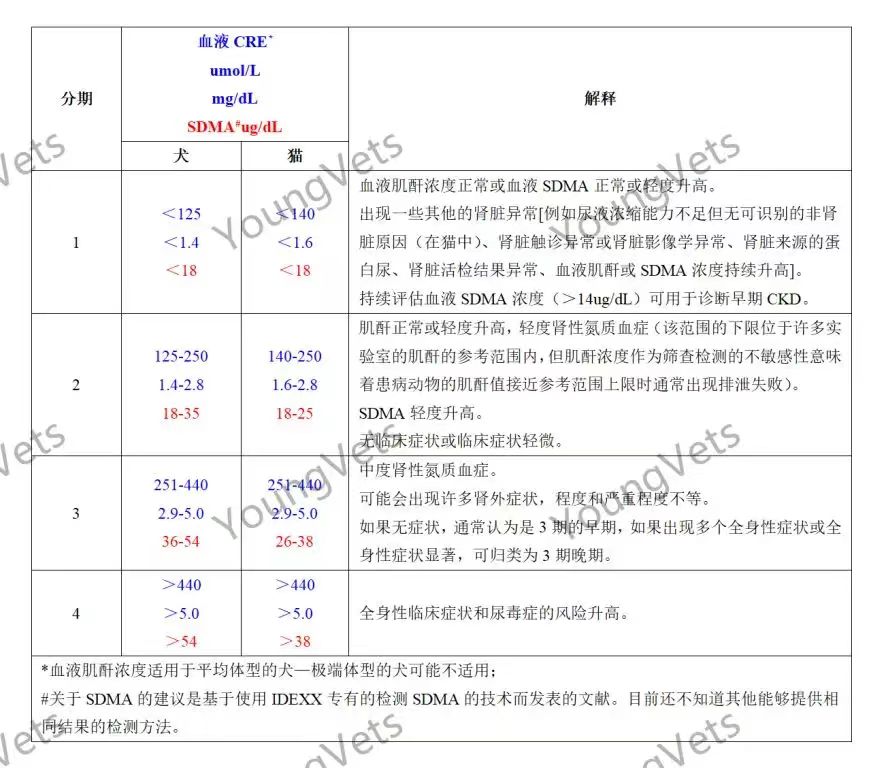 分期
血液 CRE*
umol/L
mg/dL
SDMA#ug/dL
解释
犬
猫
1
<125
<1.4
<18
<140
<1.6
<18
血液肌酐浓度正常或血液 SDMA 正常或轻度升高。
出现一些其他的肾脏异常[例如尿液浓缩能力不足但无可识别的非肾
脏原因（在猫中）、肾脏触诊异常或肾脏影像学异常、肾脏来源的蛋
白尿、肾脏活检结果异常、血液肌酐或 SDMA 浓度持续升高]。
持续评估血液 SDMA 浓度（>14ug/dL）可用于诊断早期 CKD。
2
125-250
1.4-2.8
18-35
140-250
1.6-2.8
18-25
肌酐正常或轻度升高，轻度肾性氮质血症（该范围的下限位于许多实
验室的肌酐的参考范围内，但肌酐浓度作为筛查检测的不敏感性意味
着患病动物的肌酐值接近参考范围上限时通常出现排泄失败）。
SDMA 轻度升高。
无临床症状或临床症状轻微。
3
251-440
2.9-5.0
36-54
251-440
2.9-5.0
26-38
中度肾性氮质血症。
可能会出现许多肾外症状，程度和严重程度不等。
如果无症状，通常认为是 3 期的早期，如果出现多个全身性症状或全
身性症状显著，可归类为 3 期晚期。
4
>440
>5.0
>54
>440
>5.0
>38
全身性临床症状和尿毒症的风险升高。
*血液肌酐浓度适用于平均体型的犬—极端体型的犬可能不适用；
#关于 SDMA 的建议是基于使用 IDEXX 专有的检测 SDMA 的技术而发表的文献。目前还不知道其他能够提供相
同结果的检测方法。
YoungVets
YoungVets
YoungVets
YoungVets
YoungVets
YoungVets